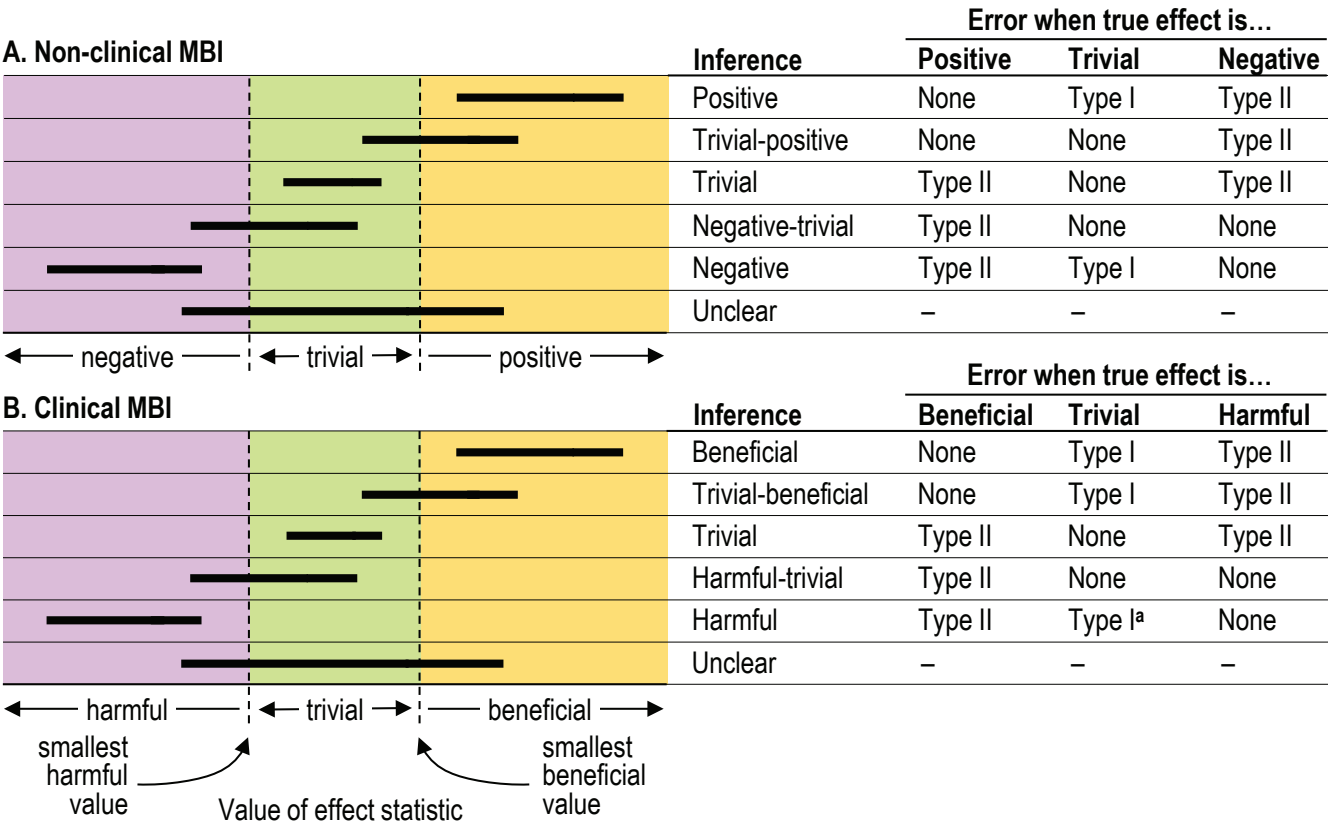 Error when true effect is...
A. Non-clinical MBI
Inference Positive Trivial Negative
Positive None Type I Type II
Trivial-positive None None Type II
Trivial Type II None Type II
Negative-trivial Type II None None
Negative Type II Type I None
Unclear – – –
negative trivial positive
Error when true effect is...
B. Clinical MBI
Inference Beneficial Trivial Harmful
Beneficial None Type I Type II
Trivial-beneficial None Type I Type II
Trivial Type II None Type II
Harmful-trivial Type II None None
Harmful Type II Type Iᵃ None
Unclear – – –
harmful trivial beneficial
smallest
harmful
value
smallest
beneficial
value
Value of effect statistic